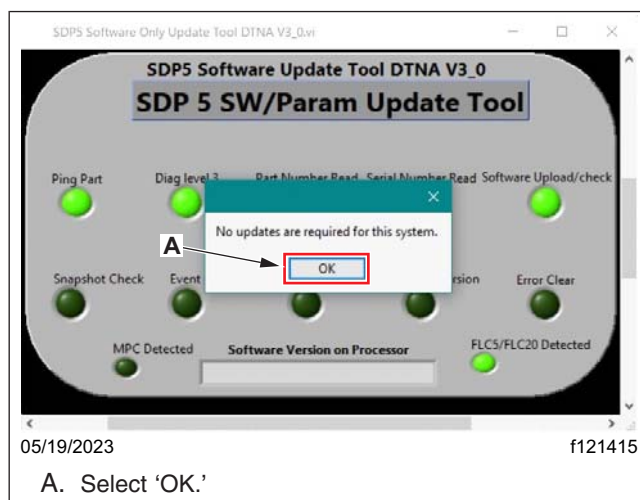 SDP5 Software Only Update Tool DTNA V3_0.vi
SDP5 Software Update Tool DTNA V3_0
SDP 5 SW/Param Update Tool
Ping Part
Diag level 3
Part Number Read
Serial Number Read
Software Upload/check
No updates are required for this system.
A
OK
Snapshot Check
Event
Error Clear
MPC Detected
Software Version on Processor
FLC5/FLC20 Detected
05/19/2023
f121415
A. Select ‘OK.’